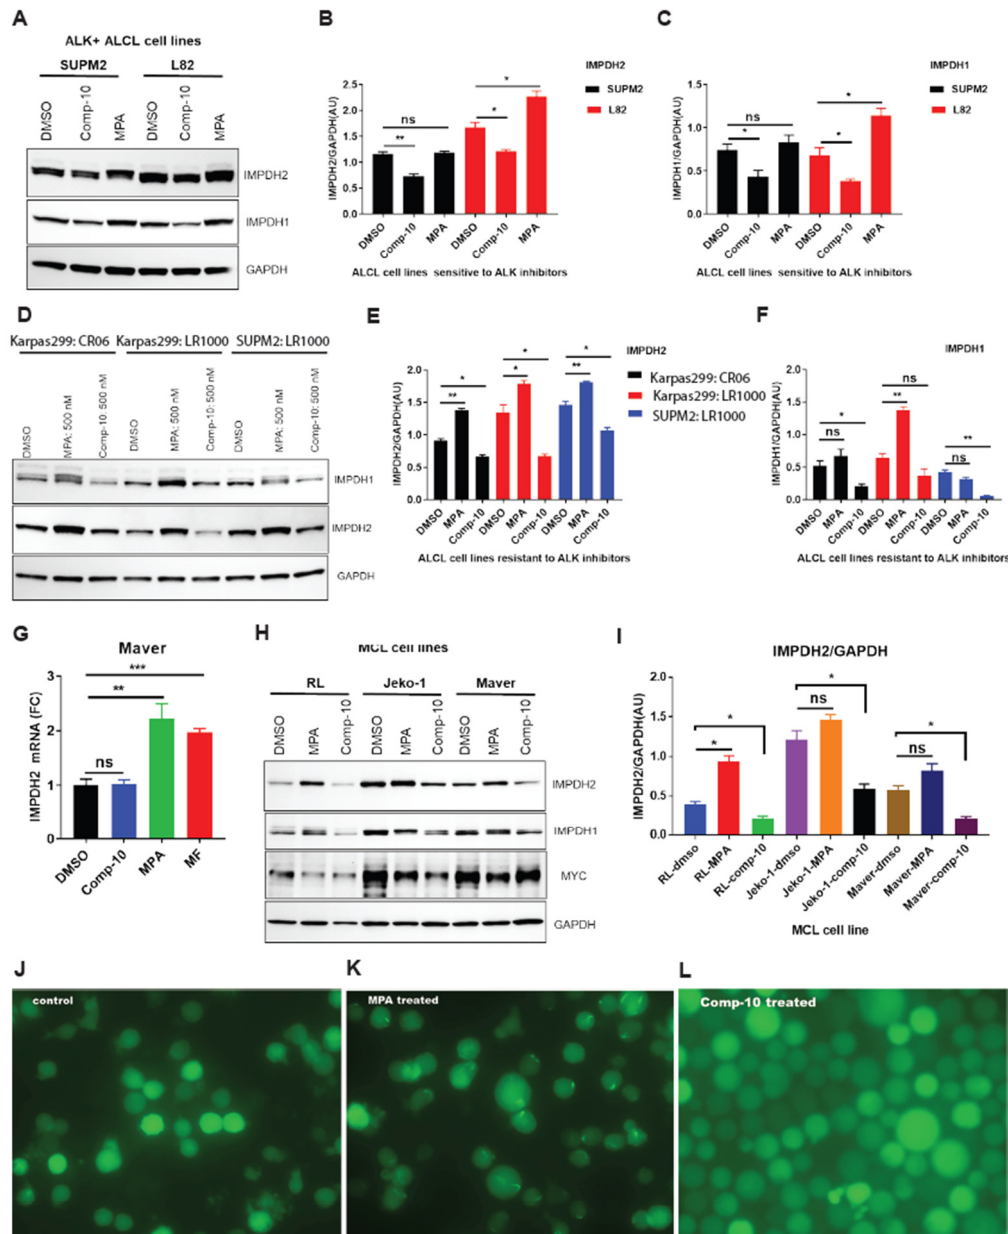 A
ALK+ ALCL cell lines
SUPM2 L82
DMSO Comp-10 MPA DMSO Comp-10 MPA
IMPDH2
IMPDH1
GAPDH
B
IMPDH2
SUPM2
L82
IMPDH2/GAPDH(AU)
2.5
2.0
1.5
1.0
0.5
0.0
ns
**
*
*
DMSO Comp-10 MPA DMSO Comp-10 MPA
ALCL cell lines sensitive to ALK inhibitors
C
IMPDH1
SUPM2
L82
IMPDH1/GAPDH(AU)
1.5
1.0
0.5
0.0
ns
*
*
*
DMSO Comp-10 MPA DMSO Comp-10 MPA
ALCL cell lines sensitive to ALK inhibitors
D
Karpas299: CR06 Karpas299: LR1000 SUPM2: LR1000
DMSO MPA: 500 nM Comp-10: 500 nM DMSO MPA: 500 nM Comp-10: 500 nM DMSO MPA: 500 nM Comp-10: 500 nM
IMPDH1
IMPDH2
GAPDH
E
IMPDH2
Karpas299: CR06
Karpas299: LR1000
SUPM2: LR1000
IMPDH2/GAPDH(AU)
2.0
1.5
1.0
0.5
0.0
*
**
*
*
*
**
DMSO MPA Comp-10 DMSO MPA Comp-10 DMSO MPA Comp-10
ALCL cell lines resistant to ALK inhibitors
F
IMPDH1
IMPDH1/GAPDH(AU)
2.0
1.5
1.0
0.5
0.0
*
ns
ns
**
**
ns
DMSO MPA Comp-10 DMSO MPA Comp-10 DMSO MPA Comp-10
ALCL cell lines resistant to ALK inhibitors
G
Maver
IMPDH2 mRNA (FC)
3
2
1
0
***
**
ns
DMSO Comp-10 MPA MF
H
MCL cell lines
RL Jeko-1 Maver
DMSO MPA Comp-10 DMSO MPA Comp-10 DMSO MPA Comp-10
IMPDH2
IMPDH1
MYC
GAPDH
I
IMPDH2/GAPDH
IMPDH2/GAPDH(AU)
2.0
1.5
1.0
0.5
0.0
*
*
*
ns
*
ns
RL-dmso RL-MPA RL-comp-10 Jeko-1-dmso Jeko-1-MPA Jeko-1-comp-10 Maver-dmso Maver-MPA Maver-comp-10
MCL cell line
J
control
K
MPA treated
L
Comp-10 treated